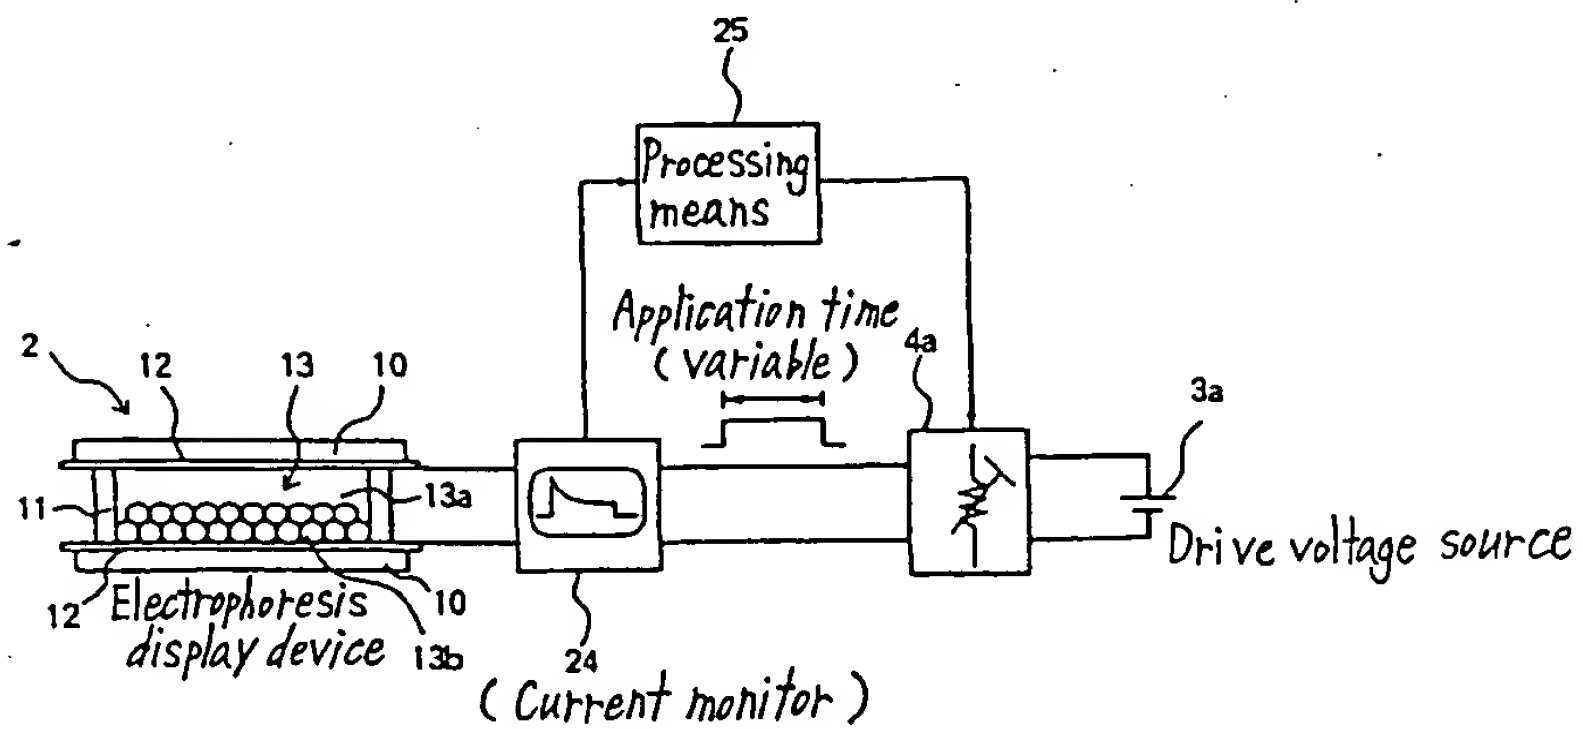 25
Processing
means
Application time
(variable)
4a
3a
2
12
13
10
13a
11
Drive voltage source
12
Electrophoresis
display device
10
13b
24
(Current monitor)